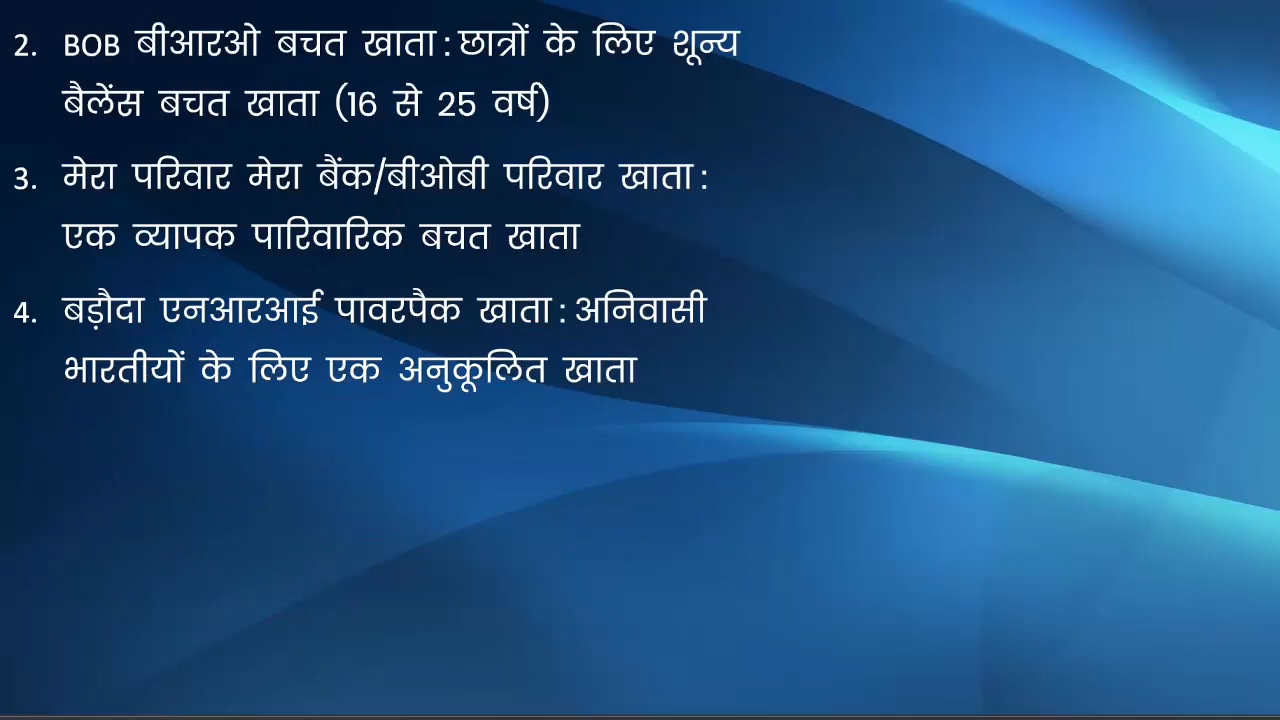 2. BOB बीआरओ बचत खाता : छात्रों के लिए शून्य
बैलेंस बचत खाता (16 से 25 वर्ष)
3. मेरा परिवार मेरा बैंक/बीओबी परिवार खाता :
एक व्यापक पारिवारिक बचत खाता
4. बड़ौदा एनआरआई पावरपैक खाता : अनिवासी
भारतीयों के लिए एक अनुकूलित खाता